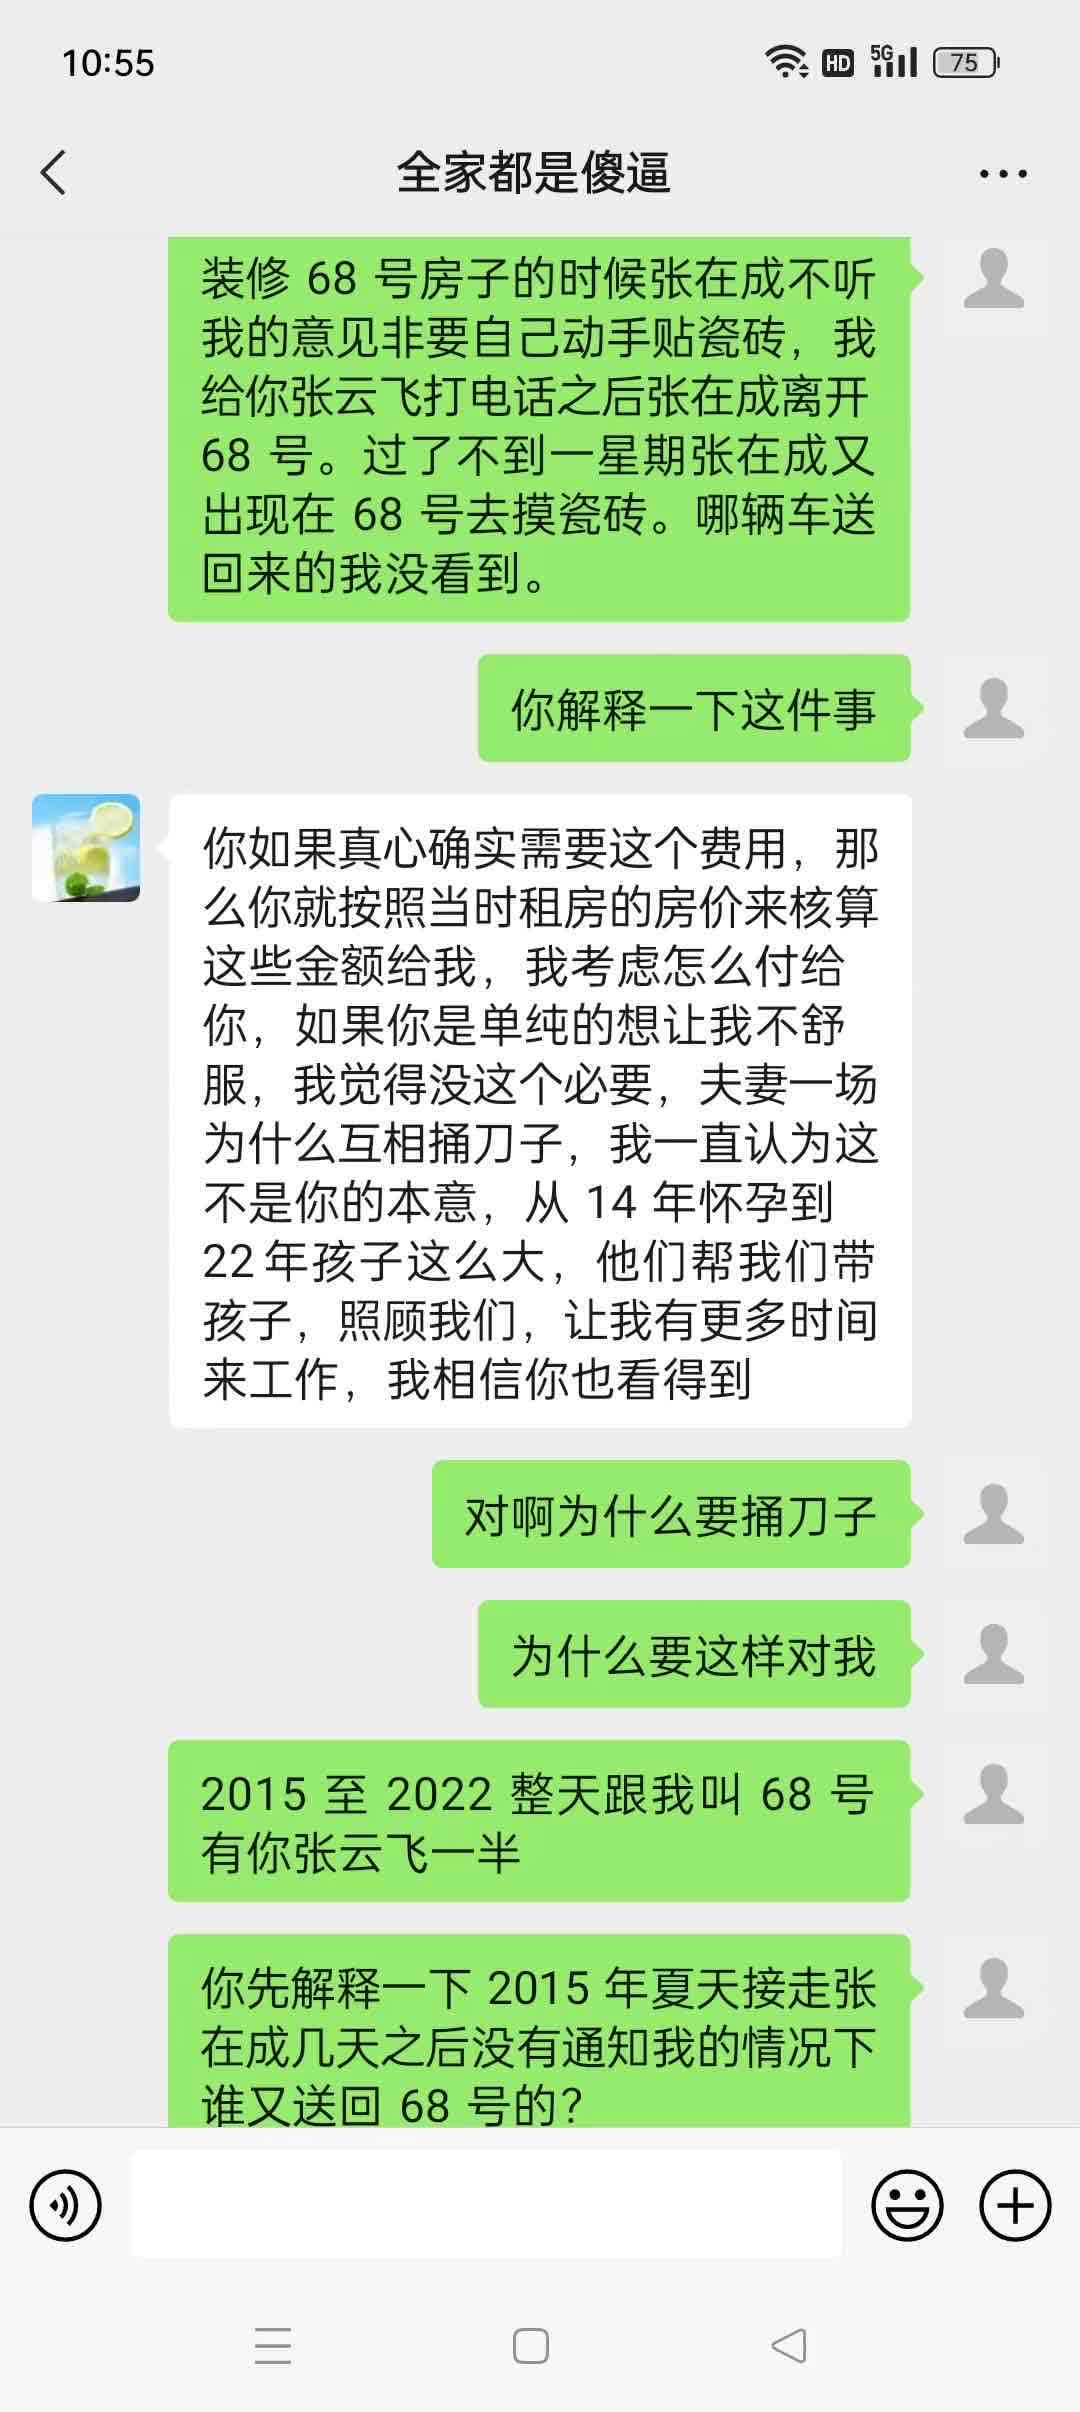 10:55
HD 5G 75
全家都是傻逼
装修 68 号房子的时候张在成不听
我的意见非要自己动手贴瓷砖，我
给你张云飞打电话之后张在成离开
68 号。过了不到一星期张在成又
出现在 68 号去摸瓷砖。哪辆车送
回来的我没看到。
你解释一下这件事
你如果真心确实需要这个费用，那
么你就按照当时租房的房价来核算
这些金额给我，我考虑怎么付给
你，如果你是单纯的想让我不舒
服，我觉得没这个必要，夫妻一场
为什么互相捅刀子，我一直认为这
不是你的本意，从 14 年怀孕到
22年孩子这么大，他们帮我们带
孩子，照顾我们，让我有更多时间
来工作，我相信你也看得到
对啊为什么要捅刀子
为什么要这样对我
2015 至 2022 整天跟我叫 68 号
有你张云飞一半
你先解释一下 2015 年夏天接走张
在成几天之后没有通知我的情况下
谁又送回 68 号的？